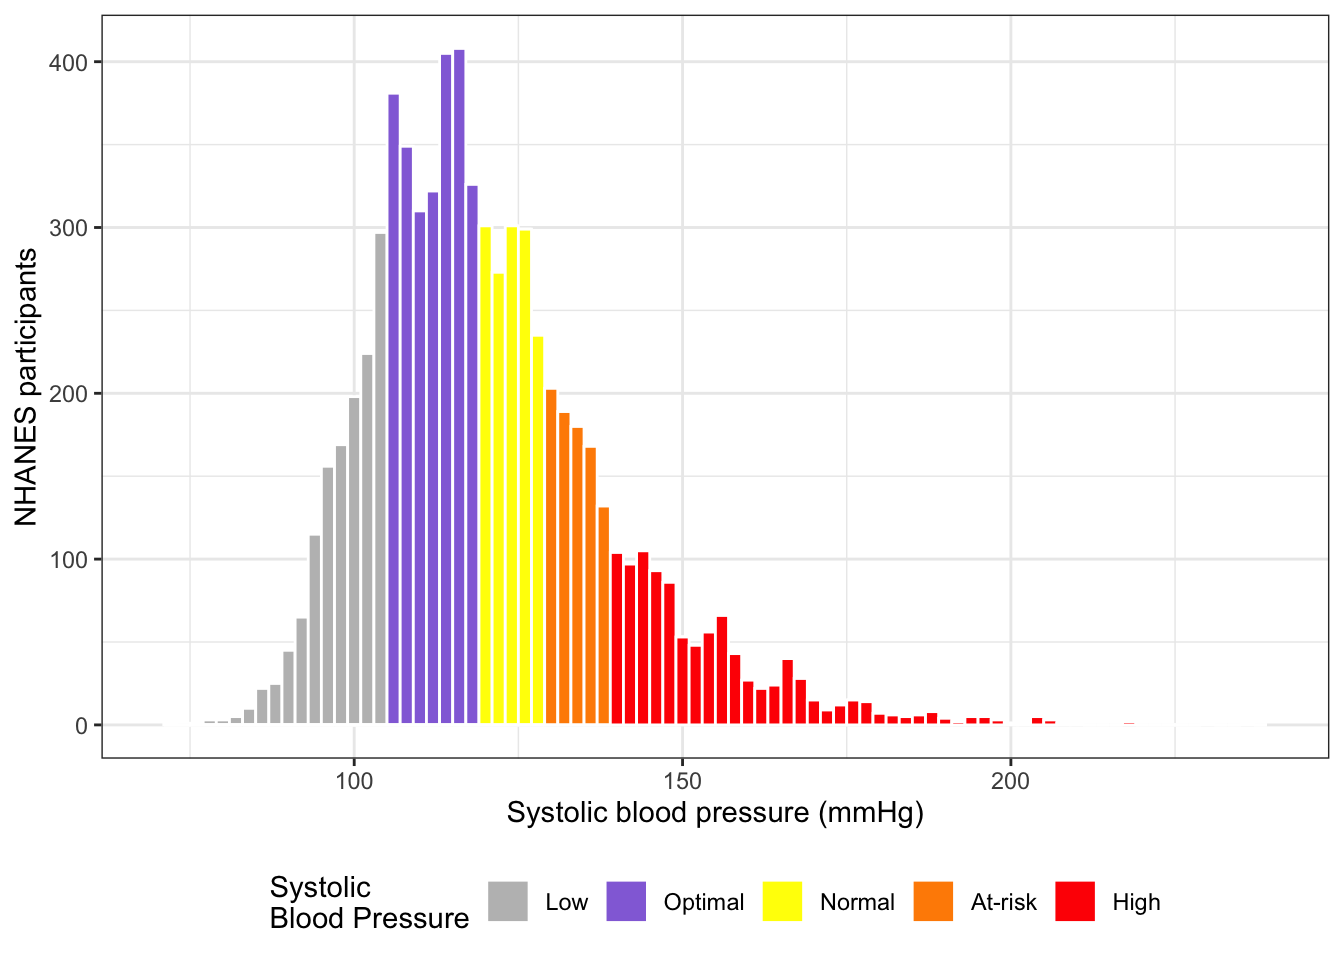 400
300
200
100
0
NHANES participants
100 150 200
Systolic blood pressure (mmHg)
Systolic
Blood Pressure
Low Optimal Normal At-risk High